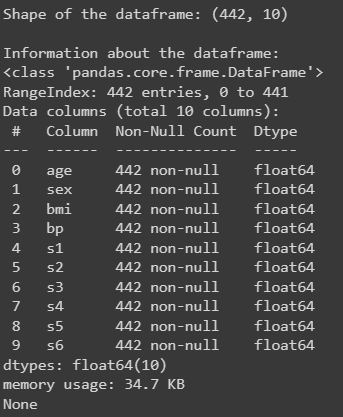 Shape of the dataframe: (442, 10)

Information about the dataframe:
<class 'pandas.core.frame.DataFrame'>
RangeIndex: 442 entries, 0 to 441
Data columns (total 10 columns):
 #   Column  Non-Null Count  Dtype
---  ------  --------------  -----
 0   age     442 non-null    float64
 1   sex     442 non-null    float64
 2   bmi     442 non-null    float64
 3   bp      442 non-null    float64
 4   s1      442 non-null    float64
 5   s2      442 non-null    float64
 6   s3      442 non-null    float64
 7   s4      442 non-null    float64
 8   s5      442 non-null    float64
 9   s6      442 non-null    float64
dtypes: float64(10)
memory usage: 34.7 KB
None